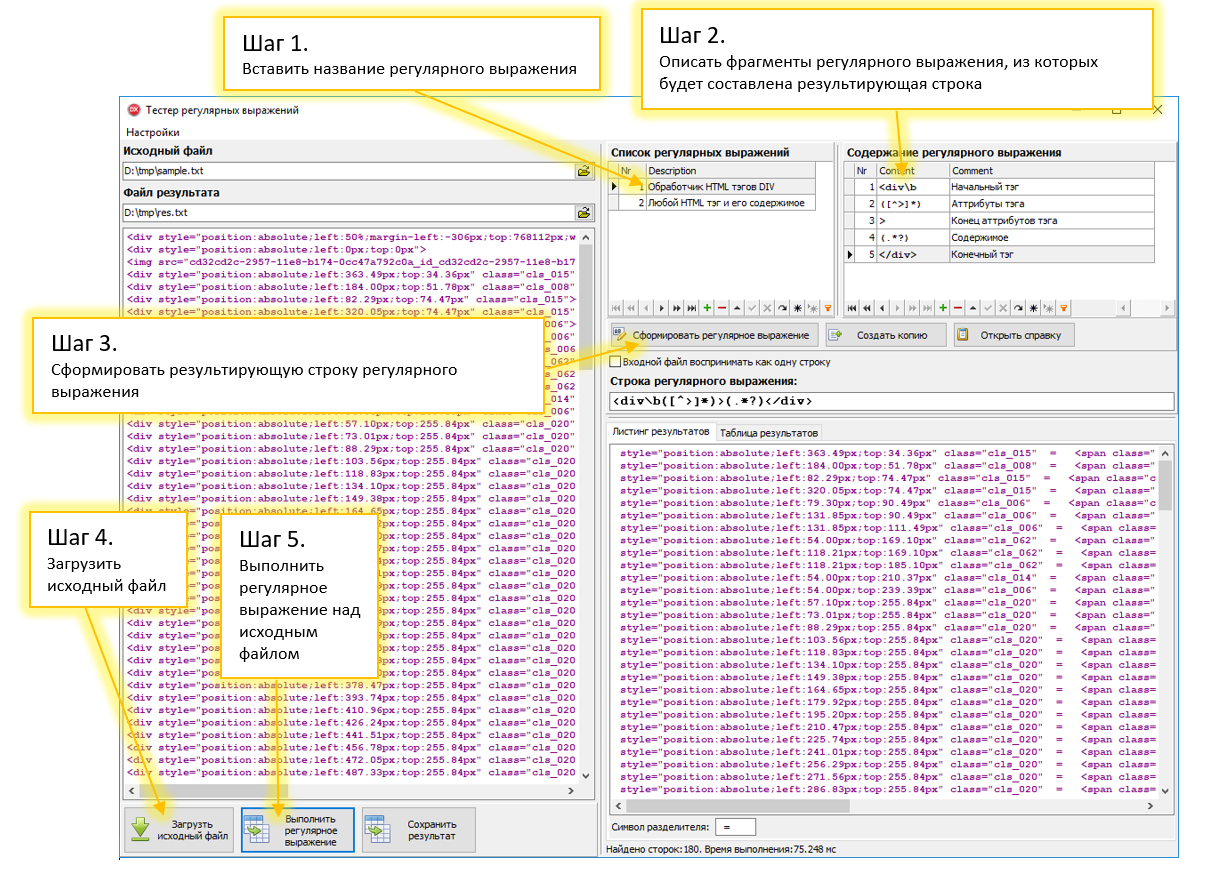 Шаг 1.
Вставить название регулярного выражения
Шаг 2.
Описать фрагменты регулярного выражения, из которых
будет составлена результирующая строка
Тестер регулярных выражений
Настройки
Исходный файл
D:\tmp\sample.txt
Файл результата
D:\tmp\res.txt
<div style="position:absolute;left:50%;margin-left:-306px;top:768112px;w
<div style="position:absolute;left:0px;top:0px">
<img src="cd32cd2c-2957-11e8-b174-0cc47a792c0a_id_cd32cd2c-2957-11e8-b17
<div style="position:absolute;left:363.49px;top:34.36px" class="cls_015"
<div style="position:absolute;left:184.00px;top:51.78px" class="cls_008"
<div style="position:absolute;left:82.29px;top:74.47px" class="cls_015">
<div style="position:absolute;left:320.05px;top:74.47px" class="cls_015"
_006">
_006"
_006
_062"
_062
_062
_014"
_006"
Шаг 3.
Сформировать результирующую строку регулярного
выражения
<div style="position:absolute;left:57.10px;top:255.84px" class="cls_020"
<div style="position:absolute;left:73.01px;top:255.84px" class="cls_020"
<div style="position:absolute;left:88.29px;top:255.84px" class="cls_020"
<div style="position:absolute;left:103.56px;top:255.84px" class="cls_020
<div style="position:absolute;left:118.83px;top:255.84px" class="cls_020
<div style="position:absolute;left:134.10px;top:255.84px" class="cls_020
<div style="position:absolute;left:149.38px;top:255.84px" class="cls_020
<div style="position:absolute;left:164.65px;top:255.84px" class="cls_020
Шаг 4.
Загрузить
исходный файл
Шаг 5.
Выполнить
регулярное
выражение над
исходным
файлом
<div style="position:absolute;left:378.47px;top:255.84px" class="cls_020
<div style="position:absolute;left:393.74px;top:255.84px" class="cls_020
<div style="position:absolute;left:410.96px;top:255.84px" class="cls_020
<div style="position:absolute;left:426.24px;top:255.84px" class="cls_020
<div style="position:absolute;left:441.51px;top:255.84px" class="cls_020
<div style="position:absolute;left:456.78px;top:255.84px" class="cls_020
<div style="position:absolute;left:472.05px;top:255.84px" class="cls_020
<div style="position:absolute;left:487.33px;top:255.84px" class="cls_020
Загрузть
исходный файл
Выполнить
регулярное
выражение
Сохранить
результат
Список регулярных выражений
Nr Description
1 Обработчик HTML тэгов DIV
2 Любой HTML тэг и его содержимое
Содержание регулярного выражения
Nr Content Comment
1 <div\b Начальный тэг
2 ([^>]*) Аттрибуты тэга
3 > Конец аттрибутов тэга
4 (.*?) Содержимое
5 </div> Конечный тэг
Сформировать регулярное выражение
Создать копию
Открыть справку
Входной файл воспринимать как одну строку
Строка регулярного выражения:
<div\b([^>]*)>(.*?)</div>
Листинг результатов Таблица результатов
style="position:absolute;left:363.49px;top:34.36px" class="cls_015" = <span class="
style="position:absolute;left:184.00px;top:51.78px" class="cls_008" = <span class="
style="position:absolute;left:82.29px;top:74.47px" class="cls_015" = <span class="c
style="position:absolute;left:320.05px;top:74.47px" class="cls_015" = <span class="
style="position:absolute;left:79.30px;top:90.49px" class="cls_006" = <span class="c
style="position:absolute;left:131.85px;top:90.49px" class="cls_006" = <span class="
style="position:absolute;left:131.85px;top:111.49px" class="cls_006" = <span class=
style="position:absolute;left:54.00px;top:169.10px" class="cls_062" = <span class="
style="position:absolute;left:118.21px;top:169.10px" class="cls_062" = <span class=
style="position:absolute;left:118.21px;top:185.10px" class="cls_062" = <span class=
style="position:absolute;left:54.00px;top:210.37px" class="cls_014" = <span class="
style="position:absolute;left:54.00px;top:239.39px" class="cls_006" = <span class="
style="position:absolute;left:57.10px;top:255.84px" class="cls_020" = <span class="
style="position:absolute;left:73.01px;top:255.84px" class="cls_020" = <span class="
style="position:absolute;left:88.29px;top:255.84px" class="cls_020" = <span class="
style="position:absolute;left:103.56px;top:255.84px" class="cls_020" = <span class=
style="position:absolute;left:118.83px;top:255.84px" class="cls_020" = <span class=
style="position:absolute;left:134.10px;top:255.84px" class="cls_020" = <span class=
style="position:absolute;left:149.38px;top:255.84px" class="cls_020" = <span class=
style="position:absolute;left:164.65px;top:255.84px" class="cls_020" = <span class=
style="position:absolute;left:179.92px;top:255.84px" class="cls_020" = <span class=
style="position:absolute;left:195.20px;top:255.84px" class="cls_020" = <span class=
style="position:absolute;left:210.47px;top:255.84px" class="cls_020" = <span class=
style="position:absolute;left:225.74px;top:255.84px" class="cls_020" = <span class=
style="position:absolute;left:241.01px;top:255.84px" class="cls_020" = <span class=
style="position:absolute;left:256.29px;top:255.84px" class="cls_020" = <span class=
style="position:absolute;left:271.56px;top:255.84px" class="cls_020" = <span class=
style="position:absolute;left:286.83px;top:255.84px" class="cls_020" = <span class=
Символ разделителя: =
Найдено сторок:180. Время выполнения:75.248 мс